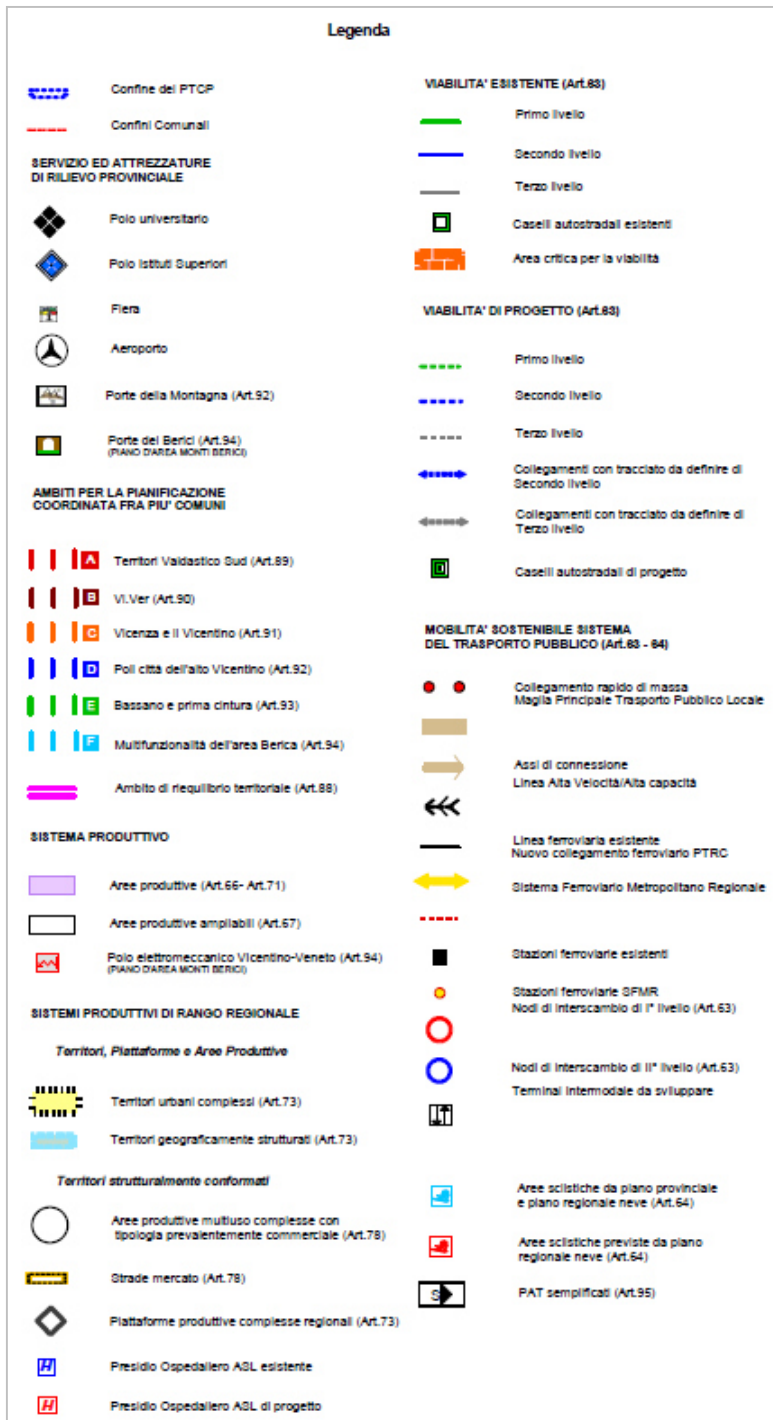 Legenda
Confine del PTCP
Confini Comunali
SERVIZIO ED ATTREZZATURE
DI RILIEVO PROVINCIALE
Polo universitario
Polo Istituti Superiori
Fiera
Aeroporto
Porte della Montagna (Art.92)
Porte dei Berici (Art.94)
(PIANO D'AREA MONTI BERICI)
AMBITI PER LA PIANIFICAZIONE
COORDINATA FRA PIU' COMUNI
A Territori Valdastico Sud (Art.89)
B VI.Ver (Art.90)
C Vicenza e il Vicentino (Art.91)
D Poli città dell'alto Vicentino (Art.92)
E Bassano e prima cintura (Art.93)
F Multifunzionalità dell'area Berica (Art.94)
Ambito di riequilibrio territoriale (Art.88)
SISTEMA PRODUTTIVO
Aree produttive (Art.66- Art.71)
Aree produttive ampliabili (Art.67)
Polo elettromeccanico Vicentino-Veneto (Art.94)
(PIANO D'AREA MONTI BERICI)
SISTEMI PRODUTTIVI DI RANGO REGIONALE
Territori, Piattaforme e Aree Produttive
Territori urbani complessi (Art.73)
Territori geograficamente strutturati (Art.73)
Territori strutturalmente conformati
Aree produttive multiuso complesse con
tipologia prevalentemente commerciale (Art.78)
Strade mercato (Art.78)
Piattaforme produttive complesse regionali (Art.73)
H Presidio Ospedaliero ASL esistente
H Presidio Ospedaliero ASL di progetto
VIABILITA' ESISTENTE (Art.63)
Primo livello
Secondo livello
Terzo livello
Caselli autostradali esistenti
Area critica per la viabilità
VIABILITA' DI PROGETTO (Art.63)
Primo livello
Secondo livello
Terzo livello
Collegamenti con tracciato da definire di
Secondo livello
Collegamenti con tracciato da definire di
Terzo livello
Caselli autostradali di progetto
MOBILITA' SOSTENIBILE SISTEMA
DEL TRASPORTO PUBBLICO (Art.63 - 64)
Collegamento rapido di massa
Maglia Principale Trasporto Pubblico Locale
Assi di connessione
Linea Alta Velocità/Alta capacità
Linea ferroviaria esistente
Nuovo collegamento ferroviario PTRC
Sistema Ferroviario Metropolitano Regionale
Stazioni ferroviarie esistenti
Stazioni ferroviarie SFMR
Nodi di interscambio di I° livello (Art.63)
Nodi di interscambio di II° livello (Art.63)
Terminal intermodale da sviluppare
Aree sciistiche da piano provinciale
e piano regionale neve (Art.64)
Aree sciistiche previste da piano
regionale neve (Art.64)
S PAT semplificati (Art.95)